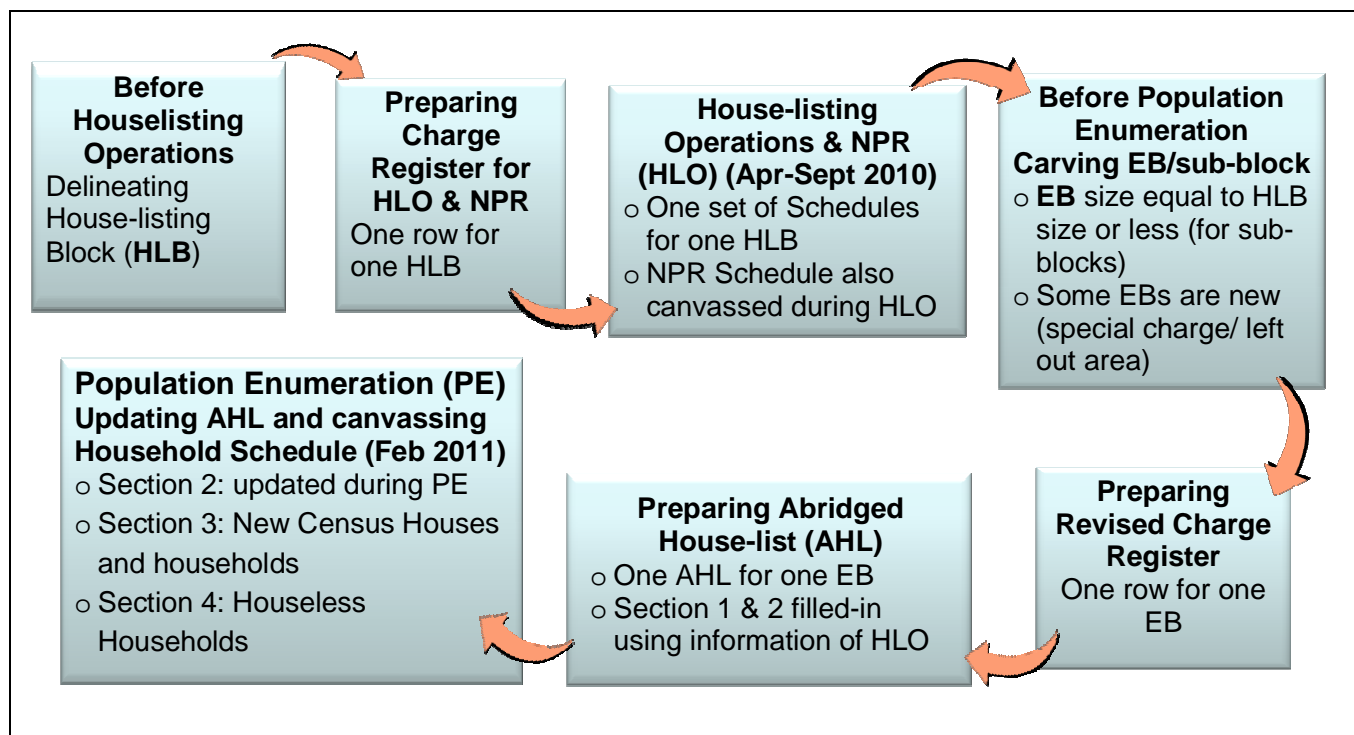 Before
Houselisting
Operations
Delineating
House-listing
Block (HLB)
Preparing
Charge
Register for
HLO & NPR
One row for
one HLB
House-listing
Operations & NPR
(HLO) (Apr-Sept 2010)
o One set of Schedules
for one HLB
o NPR Schedule also
canvassed during HLO
Before Population
Enumeration
Carving EB/sub-block
o EB size equal to HLB
size or less (for sub-
blocks)
o Some EBs are new
(special charge/ left
out area)
Preparing
Revised Charge
Register
One row for one
EB
Preparing Abridged
House-list (AHL)
o One AHL for one EB
o Section 1 & 2 filled-in
using information of HLO
Population Enumeration (PE)
Updating AHL and canvassing
Household Schedule (Feb 2011)
o Section 2: updated during PE
o Section 3: New Census Houses
and households
o Section 4: Houseless
Households